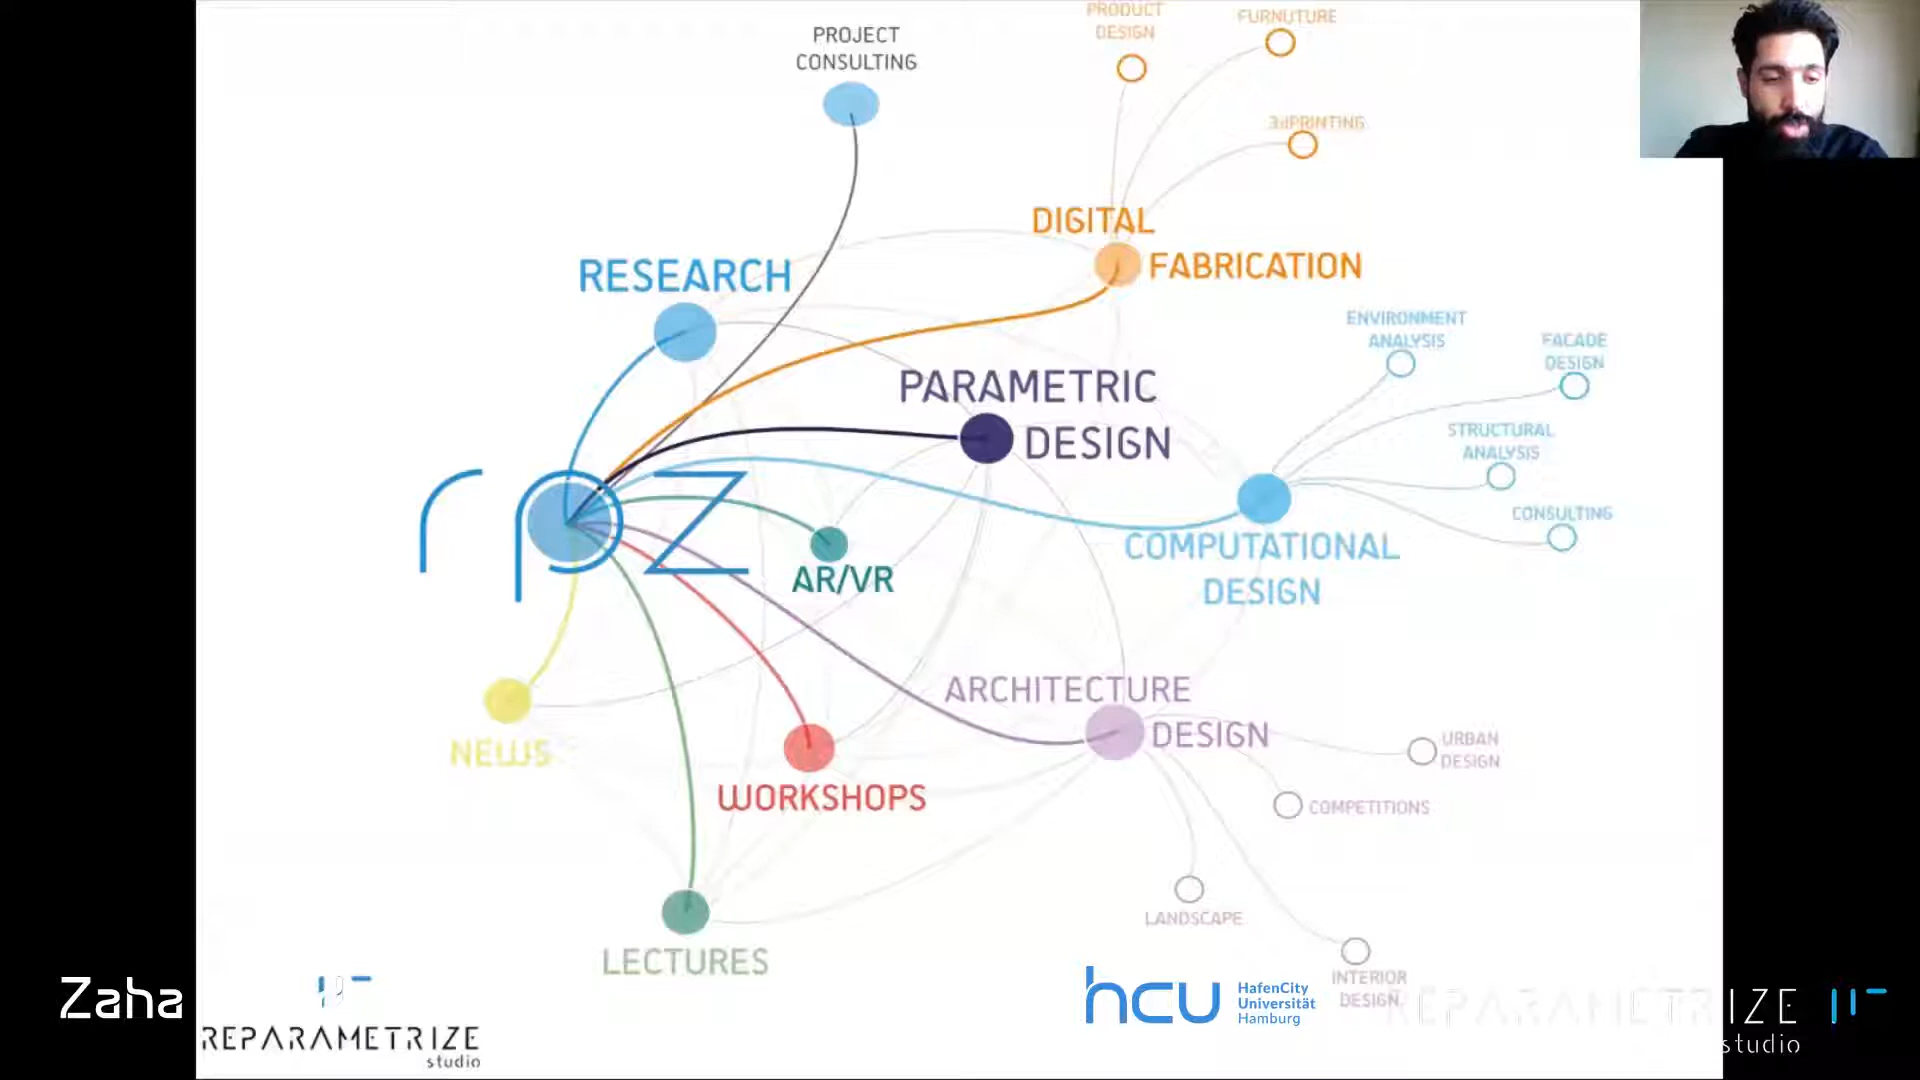 PROJECT
CONSULTING
PRODUCT
DESIGN
FURNUTURE
3dPRINTING
DIGITAL
FABRICATION
RESEARCH
ENVIRONMENT
ANALYSIS
FACADE
DESIGN
PARAMETRIC
DESIGN
STRUCTURAL
ANALYSIS
CONSULTING
rpz
COMPUTATIONAL
DESIGN
AR/VR
ARCHITECTURE
DESIGN
NEWS
WORKSHOPS
URBAN
DESIGN
COMPETITIONS
LANDSCAPE
LECTURES
INTERIOR
DESIGN
Zaha
REPARAMETRIZE
studio
hcu
HafenCity
Universität
Hamburg
REPARAMETRIZE
studio